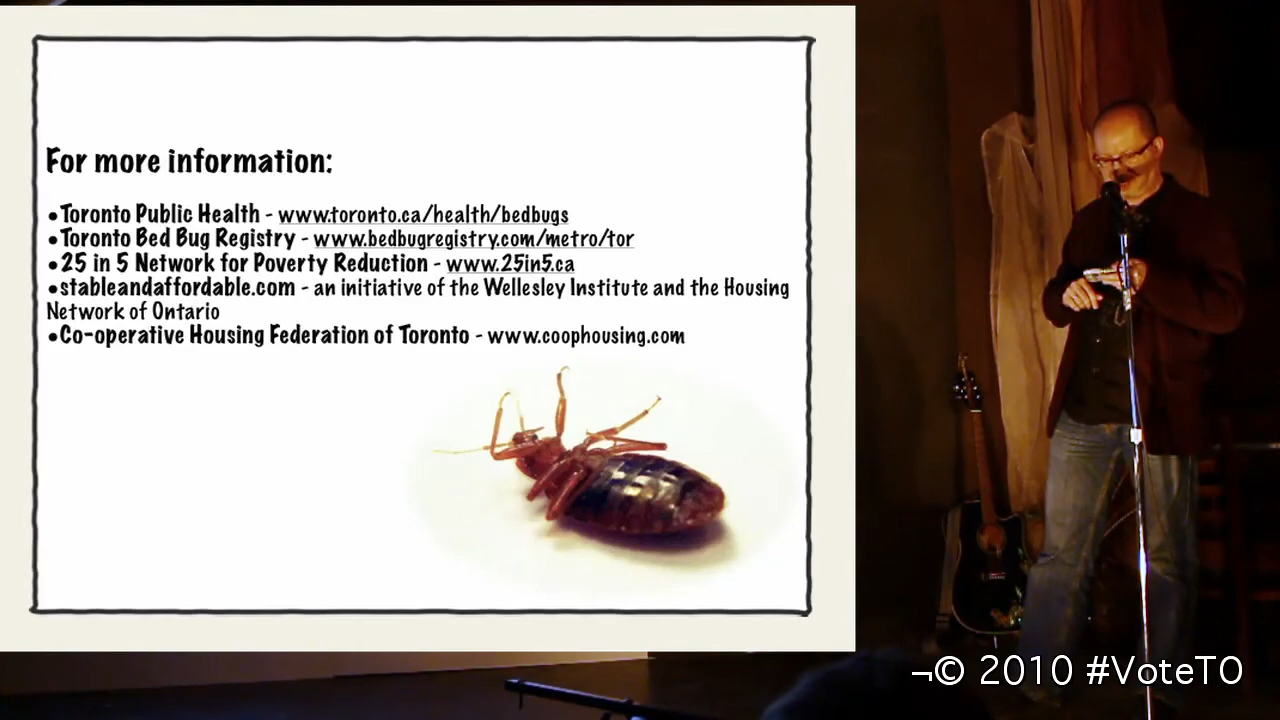 For more information:
•Toronto Public Health - www.toronto.ca/health/bedbugs
•Toronto Bed Bug Registry - www.bedbugregistry.com/metro/tor
•25 in 5 Network for Poverty Reduction - www.25in5.ca
•stableandaffordable.com - an initiative of the Wellesley Institute and the Housing
Network of Ontario
•Co-operative Housing Federation of Toronto - www.coophousing.com
¬© 2010 #VoteTO